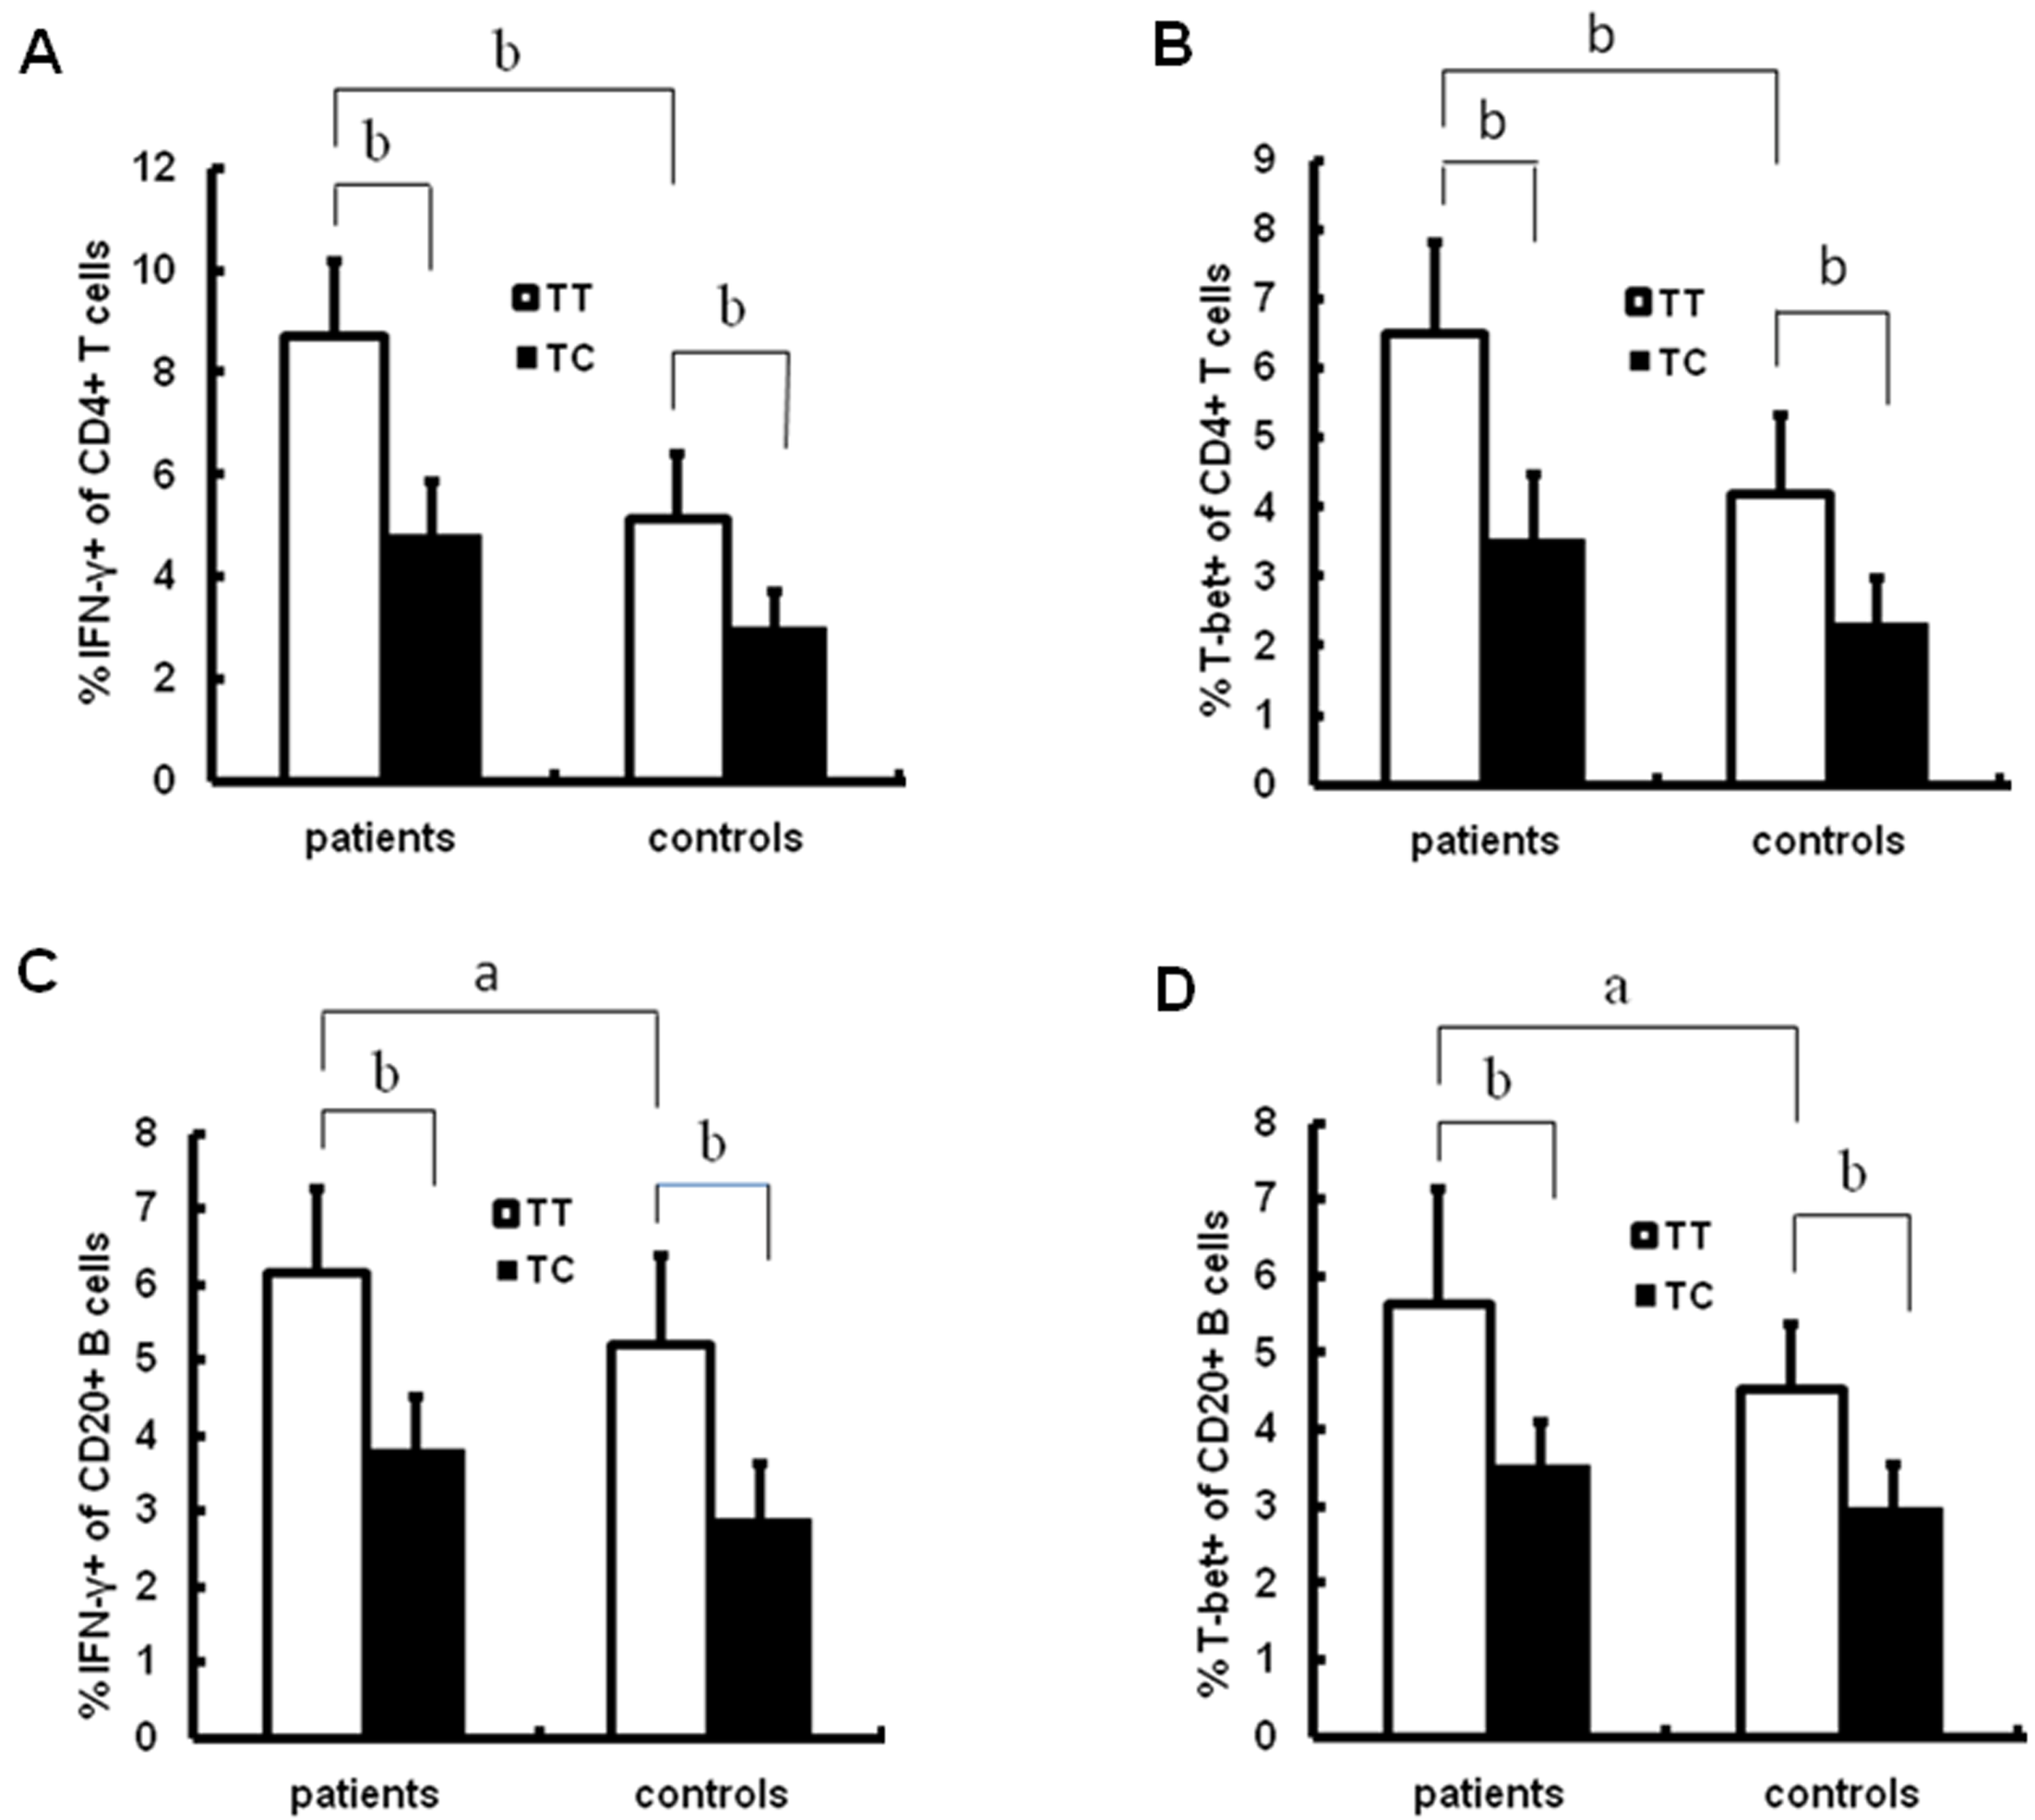 A
b
b
12
10
8
6
4
2
0
% IFN-γ+ of CD4+ T cells
TT
TC
b
patients
controls
B
b
b
9
8
7
6
5
4
3
2
1
0
% T-bet+ of CD4+ T cells
TT
TC
b
patients
controls
C
a
b
b
8
7
6
5
4
3
2
1
0
% IFN-γ+ of CD20+ B cells
TT
TC
patients
controls
D
a
b
b
8
7
6
5
4
3
2
1
0
% T-bet+ of CD20+ B cells
TT
TC
patients
controls